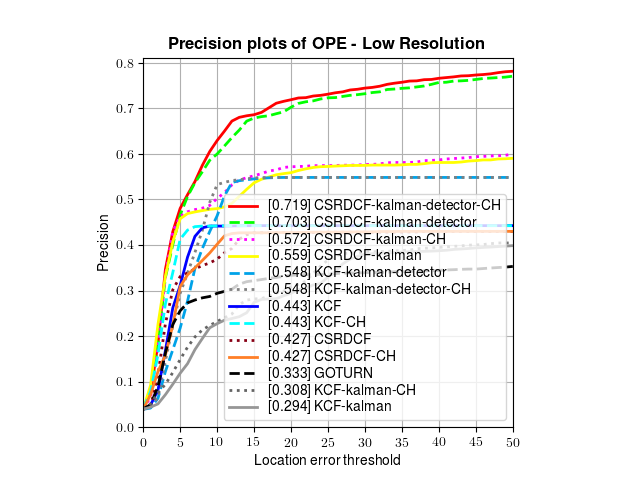 Precision plots of OPE - Low Resolution
0.8
0.7
0.6
0.5
0.4
0.3
0.2
0.1
0.0
Precision
[0.719] CSRDCF-kalman-detector-CH
[0.703] CSRDCF-kalman-detector
[0.572] CSRDCF-kalman-CH
[0.559] CSRDCF-kalman
[0.548] KCF-kalman-detector
[0.548] KCF-kalman-detector-CH
[0.443] KCF
[0.443] KCF-CH
[0.427] CSRDCF
[0.427] CSRDCF-CH
[0.333] GOTURN
[0.308] KCF-kalman-CH
[0.294] KCF-kalman
0 5 10 15 20 25 30 35 40 45 50
Location error threshold